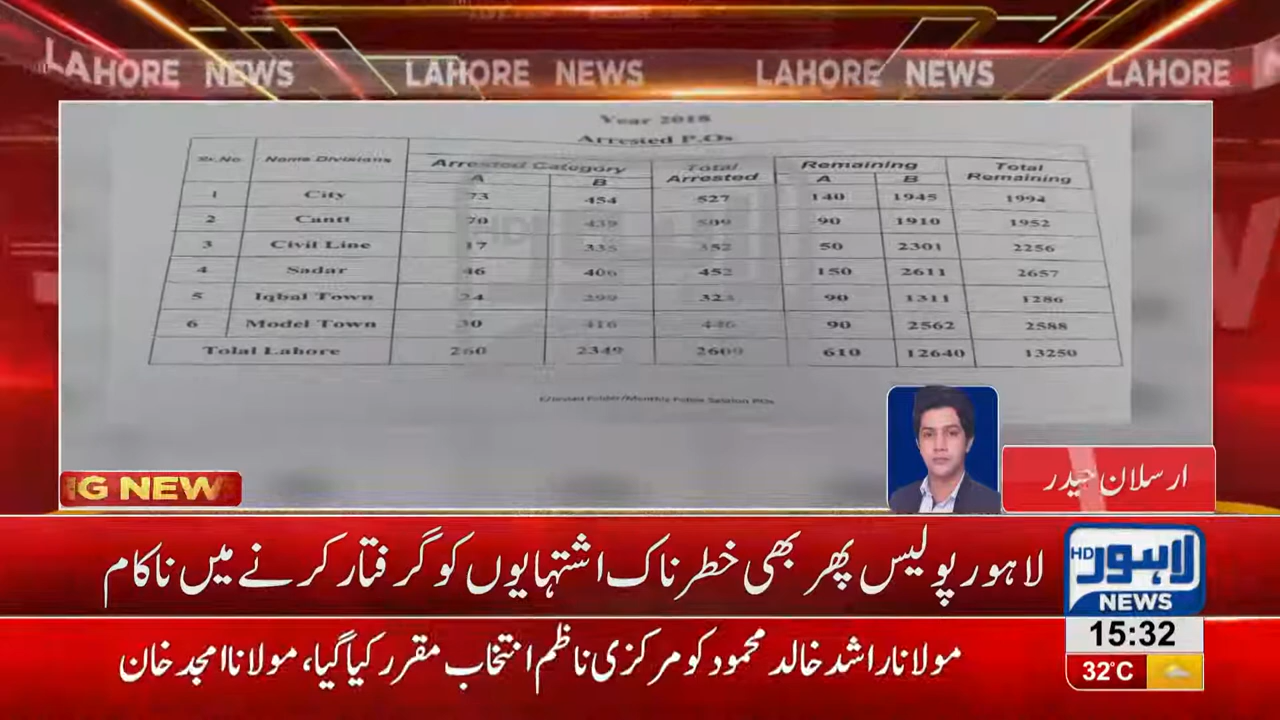 LAHORE NEWS LAHORE NEWS LAHORE NEWS LAHORE
Year 2018
Arrested P.Os
Sr.No Name Divisions Arrested Category Total Arrested Remaining Total Remaining
A B A B
1 City 73 454 527 140 1945 1994
2 Cantt 70 439 509 90 1910 1952
3 Civil Line 17 335 352 50 2301 2256
4 Sadar 46 406 452 150 2611 2657
5 Iqbal Town 24 299 323 90 1311 1286
6 Model Town 30 416 446 90 2562 2588
Tolal Lahore 260 2349 2609 610 12640 13250
ارسلان حیدر
G NEW
لاہور پولیس پھر بھی خطرناک اشتہایوں کو گرفتار کرنے میں ناکام
HD لاہور
NEWS
مولانا راشد خالد محمود کو مرکزی ناظم انتخاب مقرر کیا گیا، مولانا امجد خان
15:32
32°C